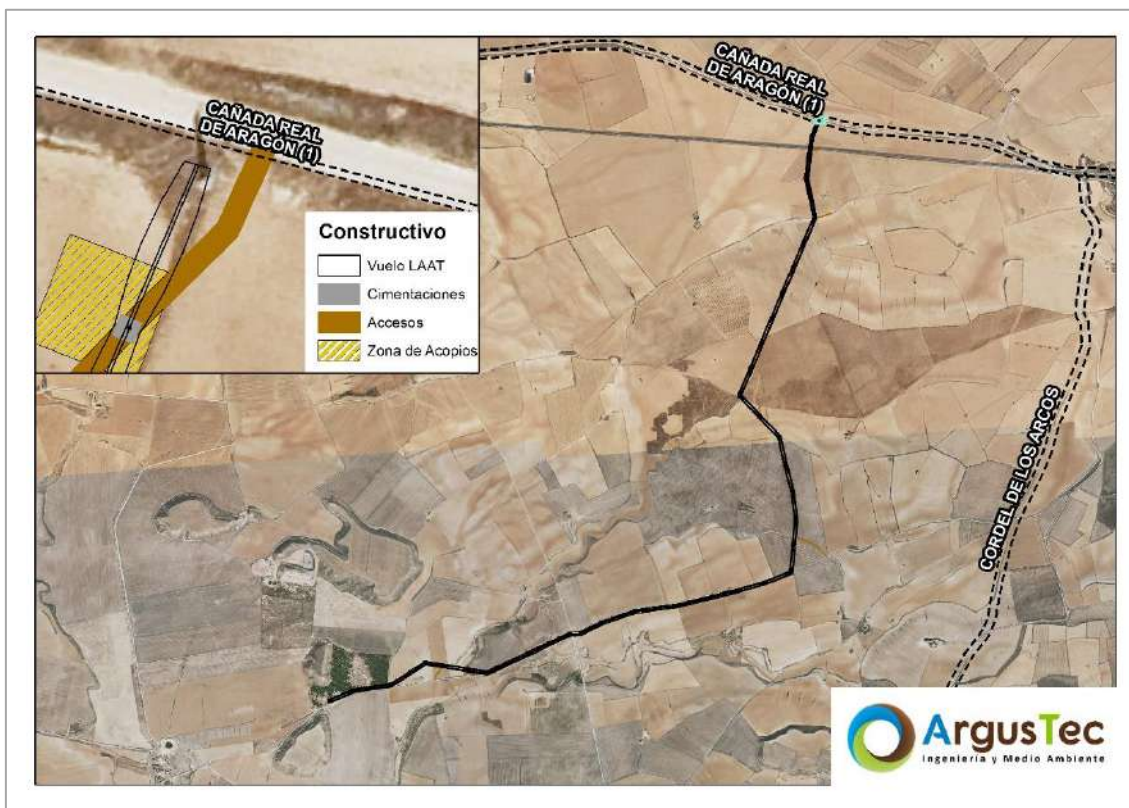 CAÑADA REAL
DE ARAGÓN (1)
Constructivo
Vuelo LAAT
Cimentaciones
Accesos
Zona de Acopios
CAÑADA REAL
DE ARAGÓN (1)
CORDEL DE LOS ARCOS
ArgusTec
Ingeniería y Medio Ambiente